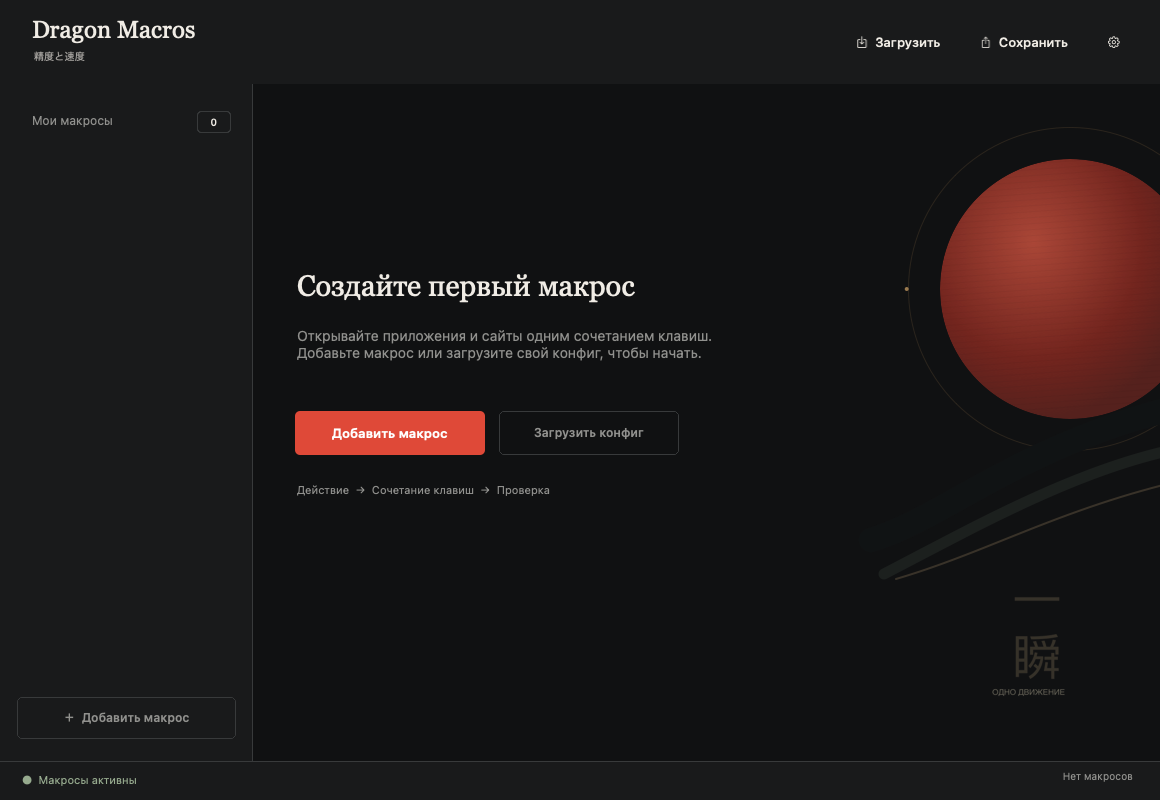 Dragon Macros
精度と速度
Загрузить
Сохранить
Мои макросы
0
Создайте первый макрос
Открывайте приложения и сайты одним сочетанием клавиш.
Добавьте макрос или загрузите свой конфиг, чтобы начать.
Добавить макрос
Загрузить конфиг
Действие → Сочетание клавиш → Проверка
一
瞬
ОДНО ДВИЖЕНИЕ
+ Добавить макрос
Макросы активны
Нет макросов